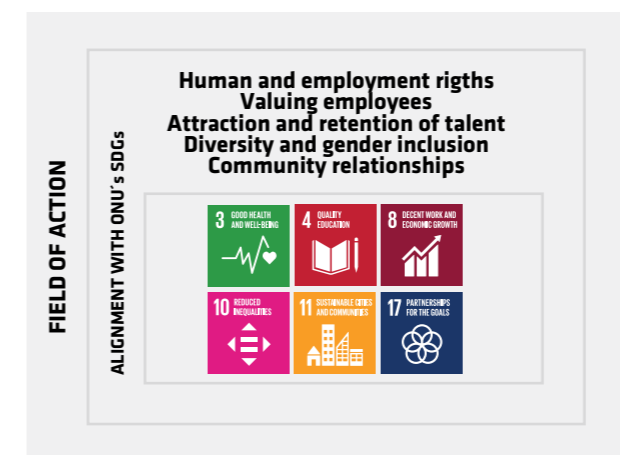 FIELD OF ACTION
ALIGNMENT WITH ONU´s SDGs
Human and employment rigths
Valuing employees
Attraction and retention of talent
Diversity and gender inclusion
Community relationships
3 GOOD HEALTH
AND WELL-BEING
4 QUALITY
EDUCATION
8 DECENT WORK AND
ECONOMIC GROWTH
10 REDUCED
INEQUALITIES
11 SUSTAINABLE CITIES
AND COMMUNITIES
17 PARTNERSHIPS
FOR THE GOALS